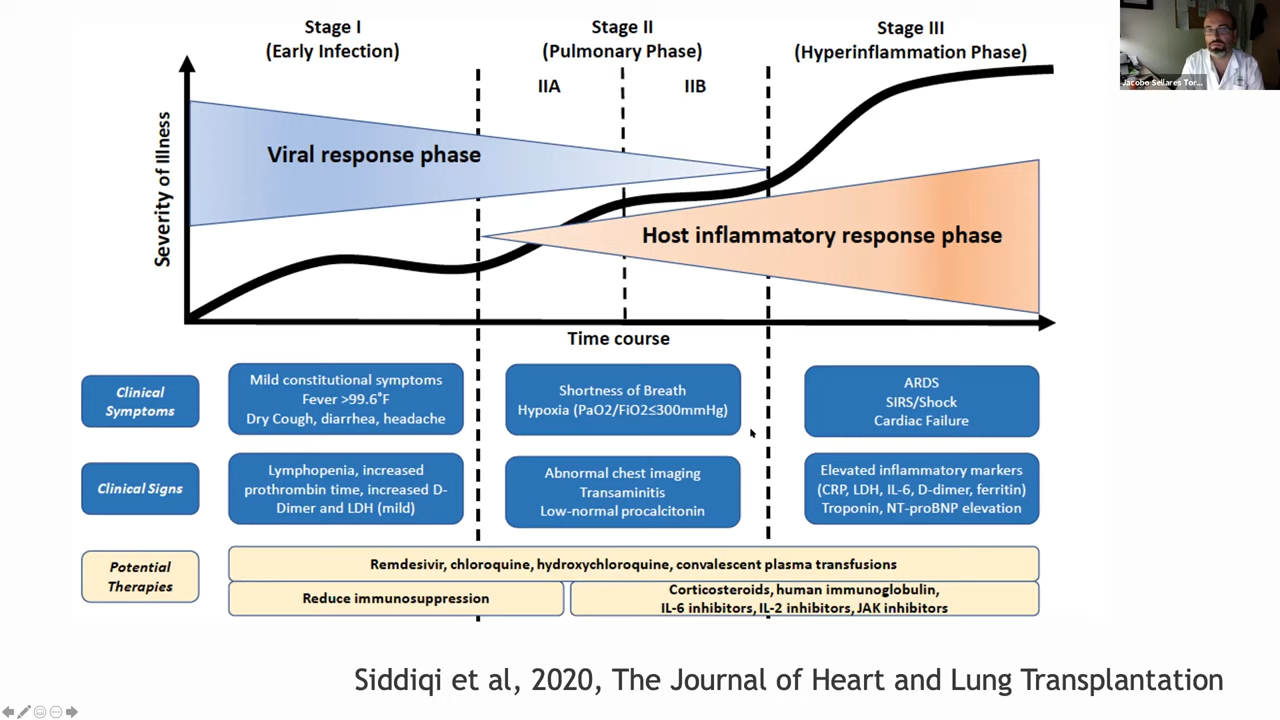 Stage I
(Early Infection)
Stage II
(Pulmonary Phase)
Stage III
(Hyperinflammation Phase)
IIA
IIB
Jacobo Sellares Tor...
Severity of Illness
Viral response phase
Host inflammatory response phase
Time course
Clinical
Symptoms
Mild constitutional symptoms
Fever >99.6°F
Dry Cough, diarrhea, headache
Shortness of Breath
Hypoxia (PaO2/FiO2≤300mmHg)
ARDS
SIRS/Shock
Cardiac Failure
Clinical Signs
Lymphopenia, increased
prothrombin time, increased D-
Dimer and LDH (mild)
Abnormal chest imaging
Transaminitis
Low-normal procalcitonin
Elevated inflammatory markers
(CRP, LDH, IL-6, D-dimer, ferritin)
Troponin, NT-proBNP elevation
Potential
Therapies
Remdesivir, chloroquine, hydroxychloroquine, convalescent plasma transfusions
Reduce immunosuppression
Corticosteroids, human immunoglobulin,
IL-6 inhibitors, IL-2 inhibitors, JAK inhibitors
Siddiqi et al, 2020, The Journal of Heart and Lung Transplantation